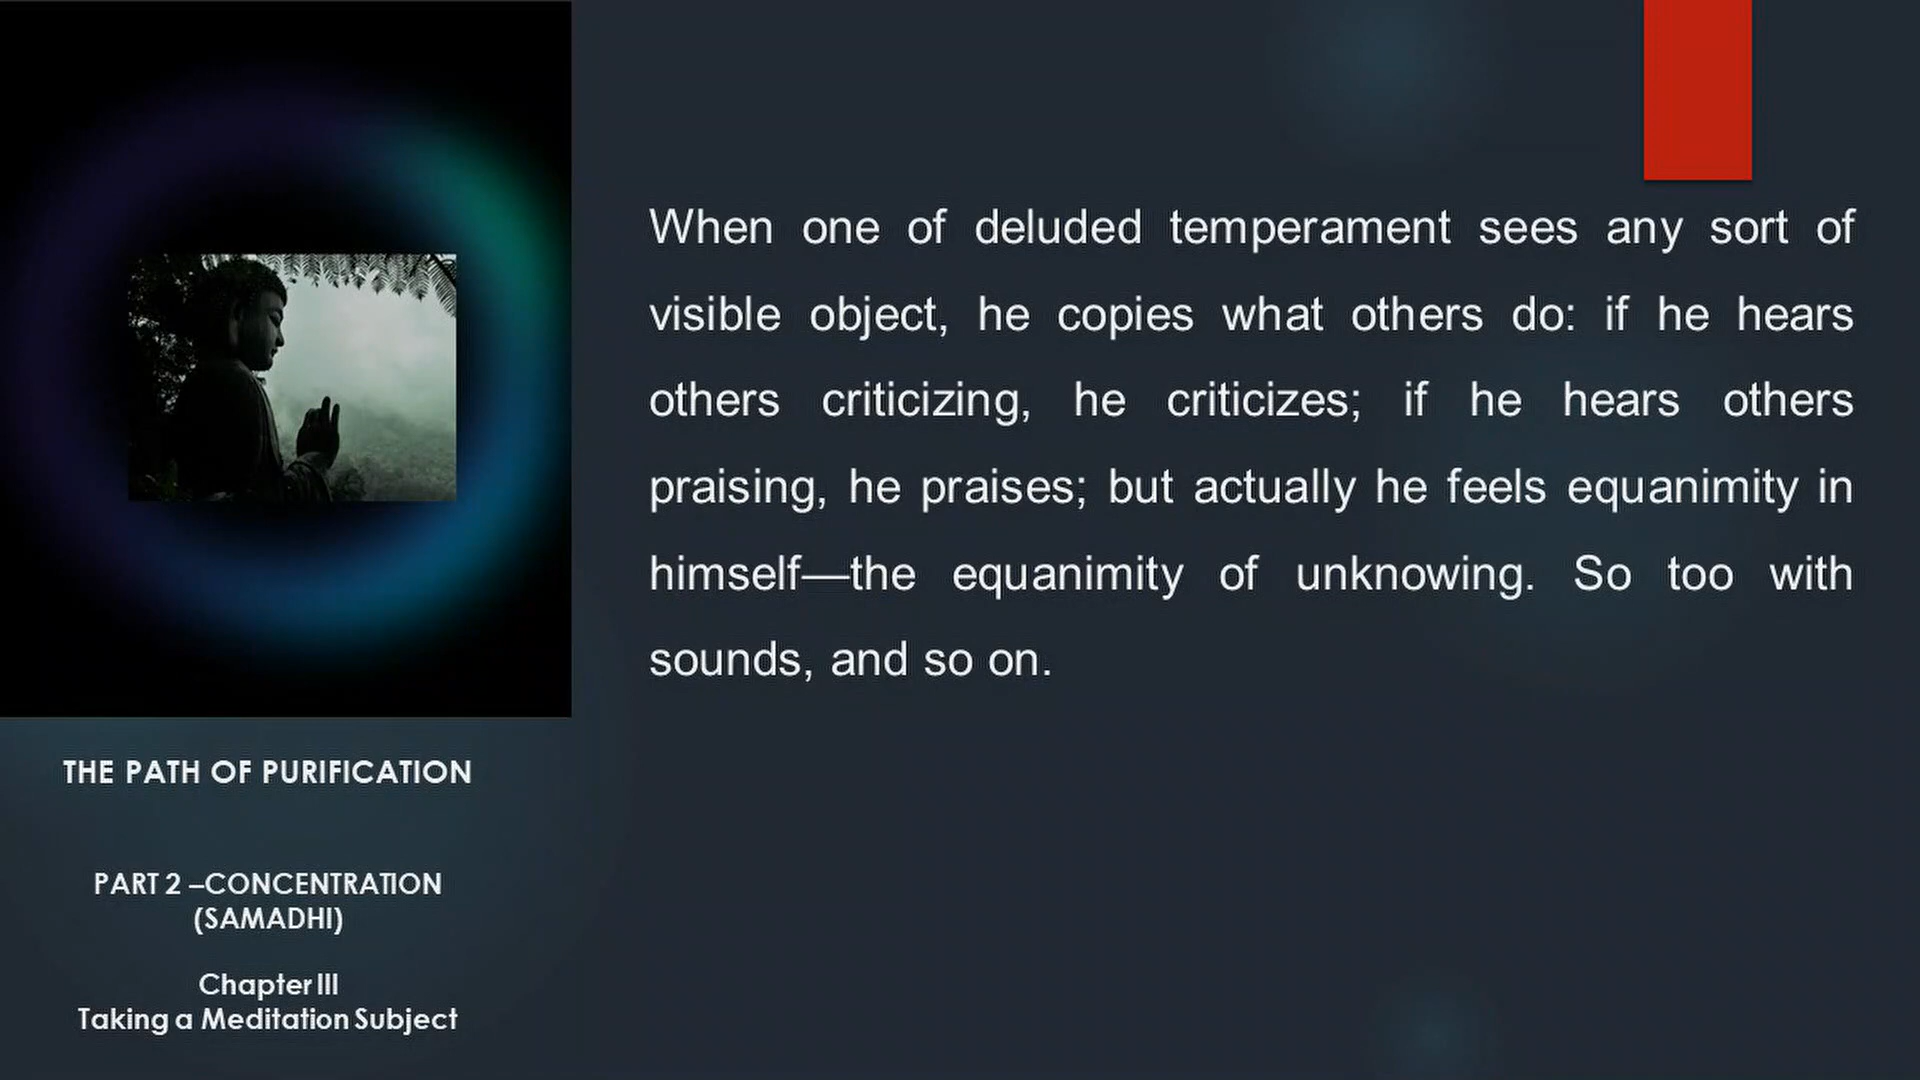 When one of deluded temperament sees any sort of
visible object, he copies what others do: if he hears
others criticizing, he criticizes; if he hears others
praising, he praises; but actually he feels equanimity in
himself—the equanimity of unknowing. So too with
sounds, and so on.
THE PATH OF PURIFICATION
PART 2 –CONCENTRATION
(SAMADHI)
Chapter III
Taking a Meditation Subject